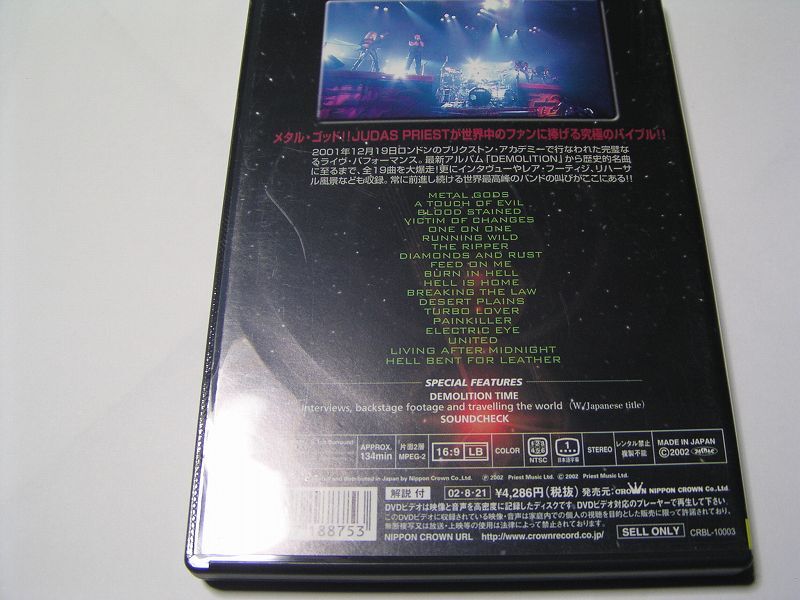 メタル・ゴッド!!JUDAS PRIESTが世界中のファンに捧げる究極のバイブル!!
2001年12月19日ロンドンのブリクストン・アカデミーで行なわれた完璧な
るライヴ・パフォーマンス。最新アルバム「DEMOLITION」から歴史的名曲
に至るまで、全19曲を大爆走!更にインタヴューやレア・フーティジ、リハーサ
ル風景なども収録。常に前進し続ける世界最高峰のバンドの叫びがここにある!!
METAL GODS
A TOUCH OF EVIL
BLOOD STAINED
VICTIM OF CHANGES
ONE ON ONE
RUNNING WILD
THE RIPPER
DIAMONDS AND RUST
FEED ON ME
BURN IN HELL
HELL IS HOME
BREAKING THE LAW
DESERT PLAINS
TURBO LOVER
PAINKILLER
ELECTRIC EYE
UNITED
LIVING AFTER MIDNIGHT
HELL BENT FOR LEATHER
SPECIAL FEATURES
DEMOLITION TIME
Interviews, backstage footage and travelling the world (W/Japanese title)
SOUNDCHECK
APPROX. 134min 片面2層 MPEG-2 16:9 LB COLOR NTSC 1 日本語字幕 STEREO レンタル禁止 複製不能 MADE IN JAPAN ©2002
and distributed in Japan by Nippon Crown Co.,Ltd. ℗ 2002 Priest Music Ltd. © 2002 Priest Music Ltd.
解説付 02・8・21 ¥4,286円(税抜) 発売元: CROWN NIPPON CROWN Co.,Ltd.
DVDビデオは映像と音声を高密度に記録したディスクです。DVDビデオ対応のプレーヤーで再生して下さい。
このDVDビデオに収録されている映像・音声は家庭内での個人的視聴を目的とした販売に限って許諾され
無断複写又は放送・上映等の使用は法によって禁止されております。
188753
NIPPON CROWN URL http://www.crownrecord.co.jp/ SELL ONLY CRBL-10003